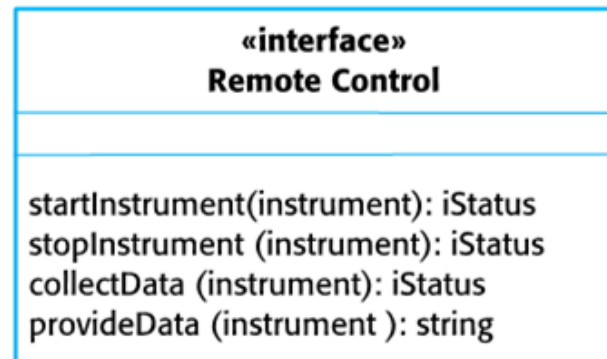 «interface»
Remote Control
startInstrument(instrument): iStatus
stopInstrument (instrument): iStatus
collectData (instrument): iStatus
provideData (instrument ): string